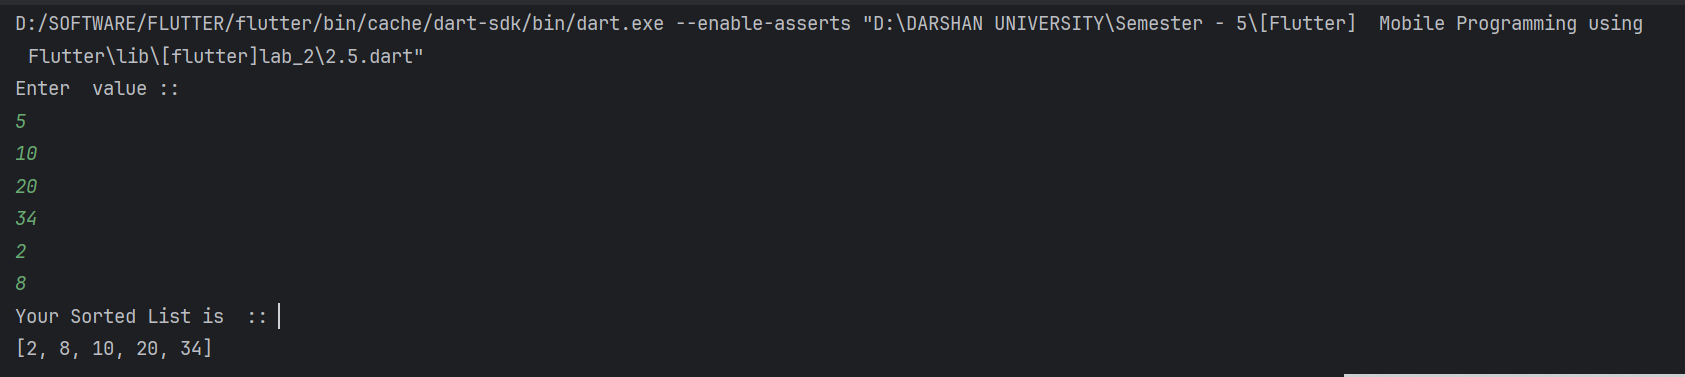 D:/SOFTWARE/FLUTTER/flutter/bin/cache/dart-sdk/bin/dart.exe --enable-asserts "D:\DARSHAN UNIVERSITY\Semester - 5\[Flutter]  Mobile Programming using
 Flutter\lib\[flutter]lab_2\2.5.dart"
Enter  value ::
5
10
20
34
2
8
Your Sorted List is  ::
[2, 8, 10, 20, 34]